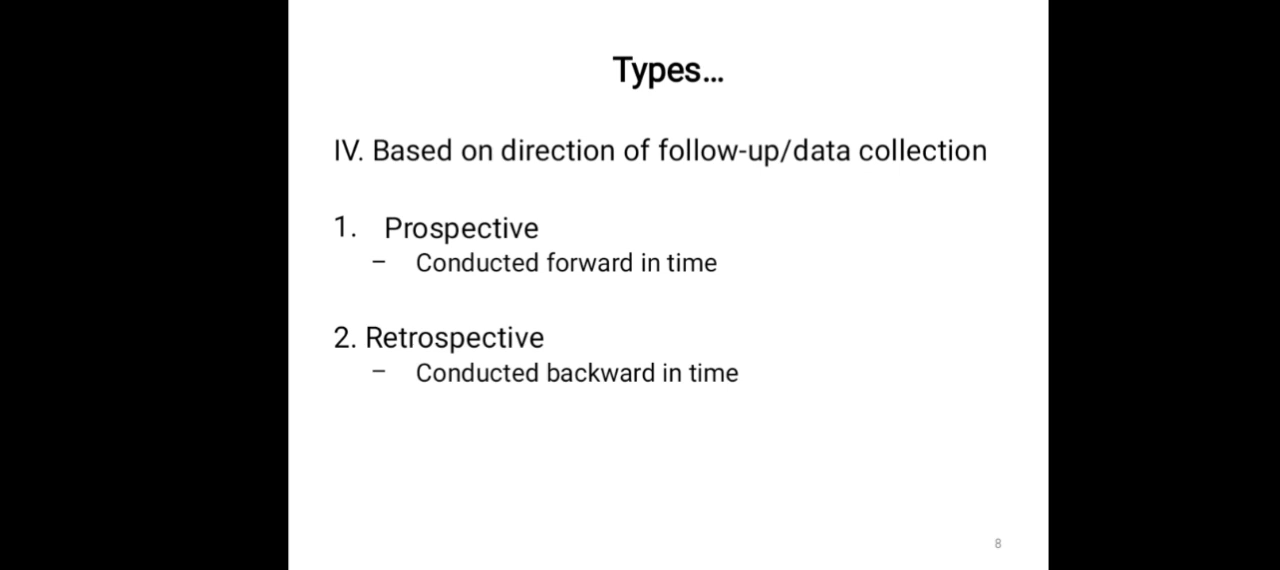 Types...
IV. Based on direction of follow-up/data collection
1. Prospective
– Conducted forward in time
2. Retrospective
– Conducted backward in time
8